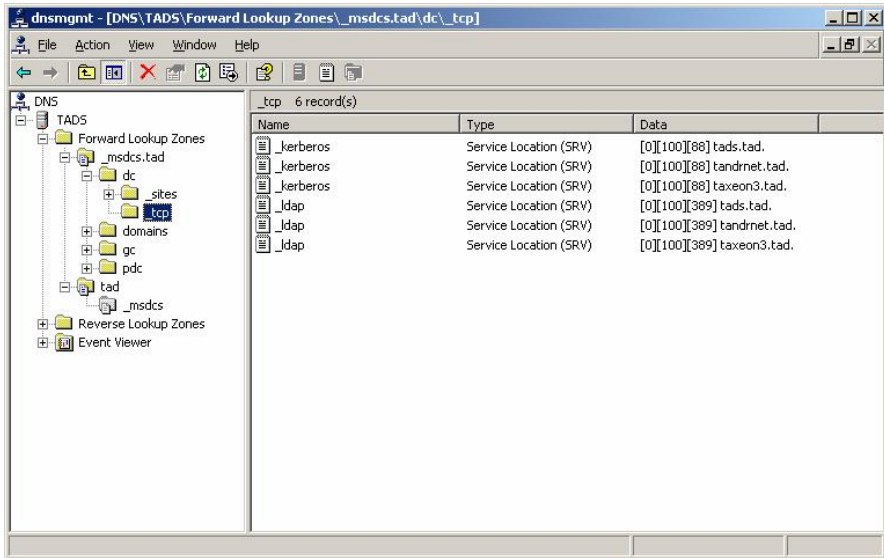 dnsmgmt - [DNS\TADS\Forward Lookup Zones\_msdcs.tad\dc\_tcp]
File Action View Window Help
DNS
TADS
Forward Lookup Zones
_msdcs.tad
dc
_sites
_tcp
domains
gc
pdc
tad
_msdcs
Reverse Lookup Zones
Event Viewer
_tcp 6 record(s)
Name Type Data
_kerberos Service Location (SRV) [0][100][88] tads.tad.
_kerberos Service Location (SRV) [0][100][88] tandrnet.tad.
_kerberos Service Location (SRV) [0][100][88] taxeon3.tad.
_ldap Service Location (SRV) [0][100][389] tads.tad.
_ldap Service Location (SRV) [0][100][389] tandrnet.tad.
_ldap Service Location (SRV) [0][100][389] taxeon3.tad.